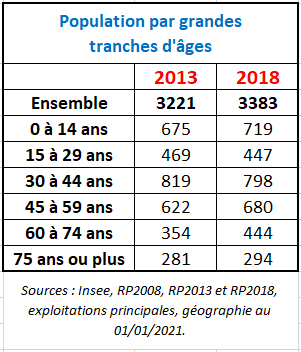 Population par grandes
tranches d'âges
2013 2018
Ensemble 3221 3383
0 à 14 ans 675 719
15 à 29 ans 469 447
30 à 44 ans 819 798
45 à 59 ans 622 680
60 à 74 ans 354 444
75 ans ou plus 281 294
Sources : Insee, RP2008, RP2013 et RP2018,
exploitations principales, géographie au
01/01/2021.